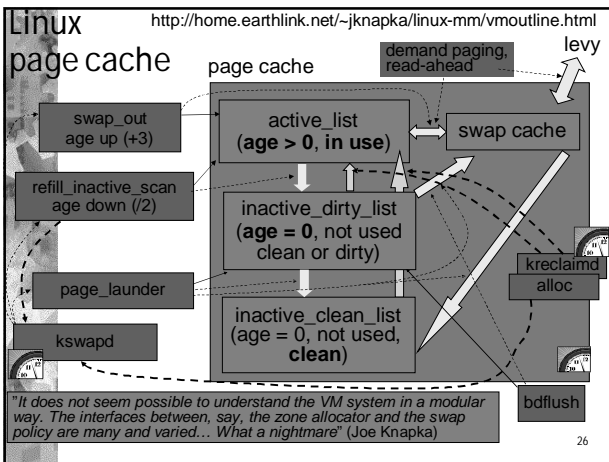 Linux
page cache
http://home.earthlink.net/~jknapka/linux-mm/vmoutline.html
page cache
demand paging,
read-ahead
levy
swap_out
age up (+3)
active_list
(age > 0, in use)
swap cache
refill_inactive_scan
age down (/2)
inactive_dirty_list
(age = 0, not used
clean or dirty)
kreclaimd
alloc
page_launder
inactive_clean_list
(age = 0, not used,
clean)
kswapd
bdflush
"It does not seem possible to understand the VM system in a modular
way. The interfaces between, say, the zone allocator and the swap
policy are many and varied… What a nightmare" (Joe Knapka)
26